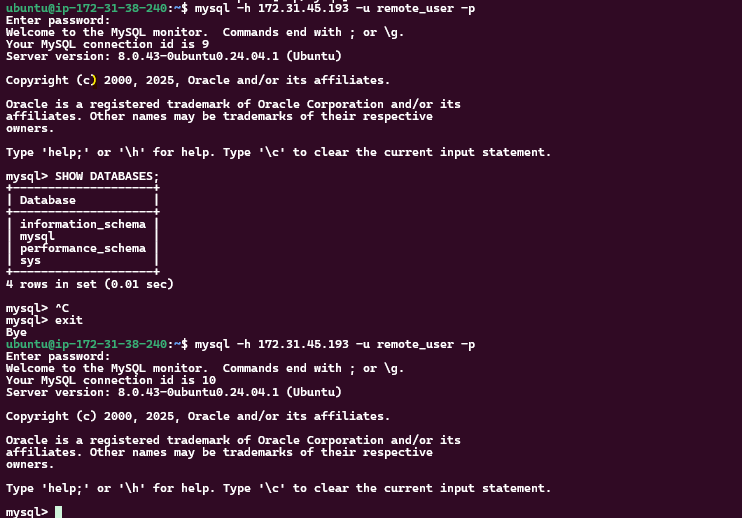 ubuntu@ip-172-31-38-240:~$ mysql -h 172.31.45.193 -u remote_user -p
Enter password:
Welcome to the MySQL monitor.  Commands end with ; or \g.
Your MySQL connection id is 9
Server version: 8.0.43-0ubuntu0.24.04.1 (Ubuntu)

Copyright (c) 2000, 2025, Oracle and/or its affiliates.

Oracle is a registered trademark of Oracle Corporation and/or its
affiliates. Other names may be trademarks of their respective
owners.

Type 'help;' or '\h' for help. Type '\c' to clear the current input statement.

mysql> SHOW DATABASES;
+--------------------+
| Database           |
+--------------------+
| information_schema |
| mysql              |
| performance_schema |
| sys                |
+--------------------+
4 rows in set (0.01 sec)

mysql> ^C
mysql> exit
Bye
ubuntu@ip-172-31-38-240:~$ mysql -h 172.31.45.193 -u remote_user -p
Enter password:
Welcome to the MySQL monitor.  Commands end with ; or \g.
Your MySQL connection id is 10
Server version: 8.0.43-0ubuntu0.24.04.1 (Ubuntu)

Copyright (c) 2000, 2025, Oracle and/or its affiliates.

Oracle is a registered trademark of Oracle Corporation and/or its
affiliates. Other names may be trademarks of their respective
owners.

Type 'help;' or '\h' for help. Type '\c' to clear the current input statement.

mysql>